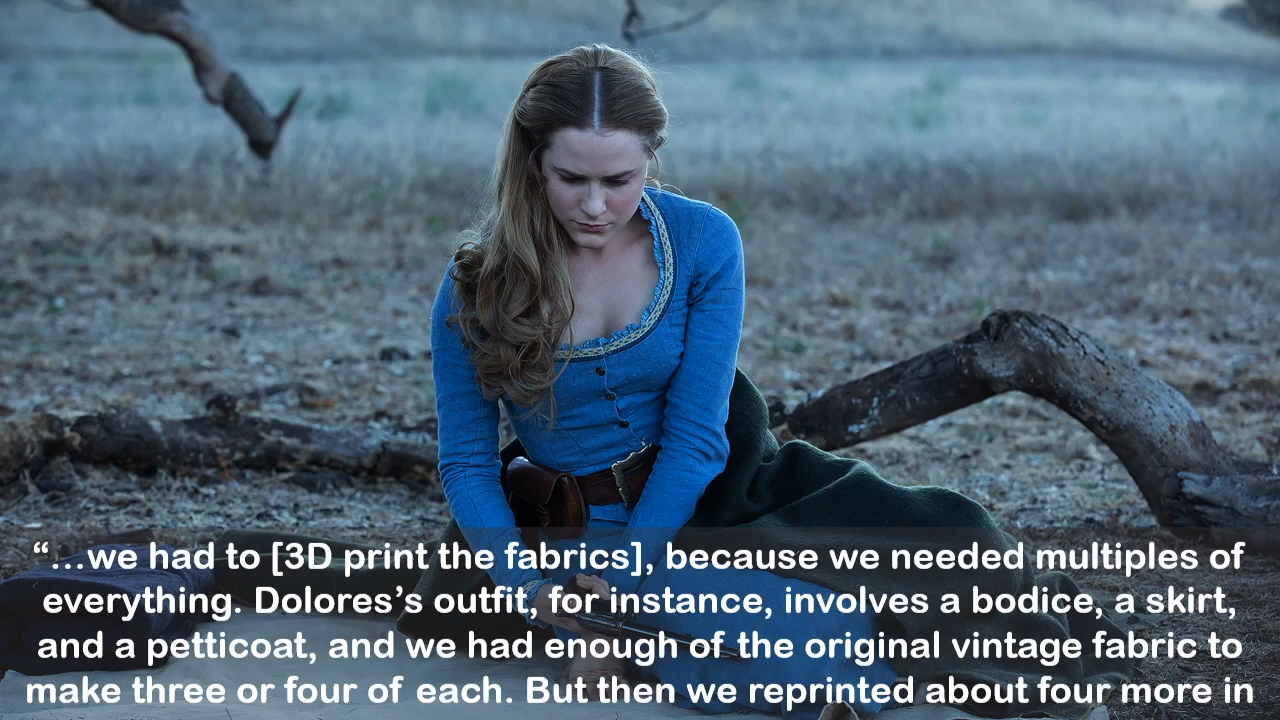 “...we had to [3D print the fabrics], because we needed multiples of
everything. Dolores’s outfit, for instance, involves a bodice, a skirt,
and a petticoat, and we had enough of the original vintage fabric to
make three or four of each. But then we reprinted about four more in